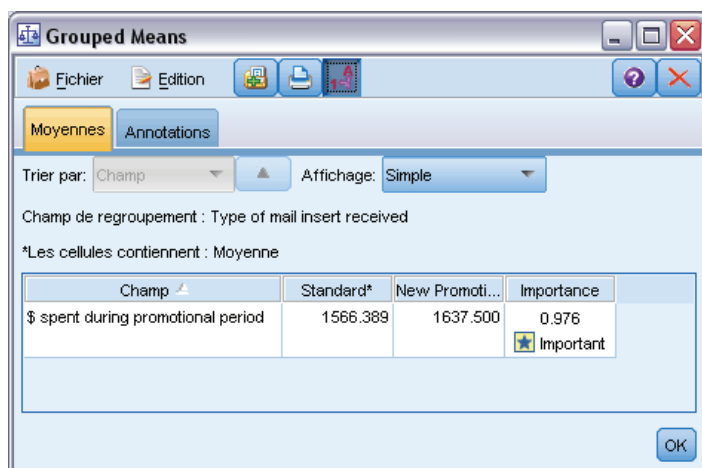 Grouped Means
Fichier Edition
Moyennes Annotations
Trier par: Champ Affichage: Simple
Champ de regroupement : Type of mail insert received
*Les cellules contiennent : Moyenne
Champ Standard* New Promoti... Importance
$ spent during promotional period 1566.389 1637.500 0.976
Important
OK